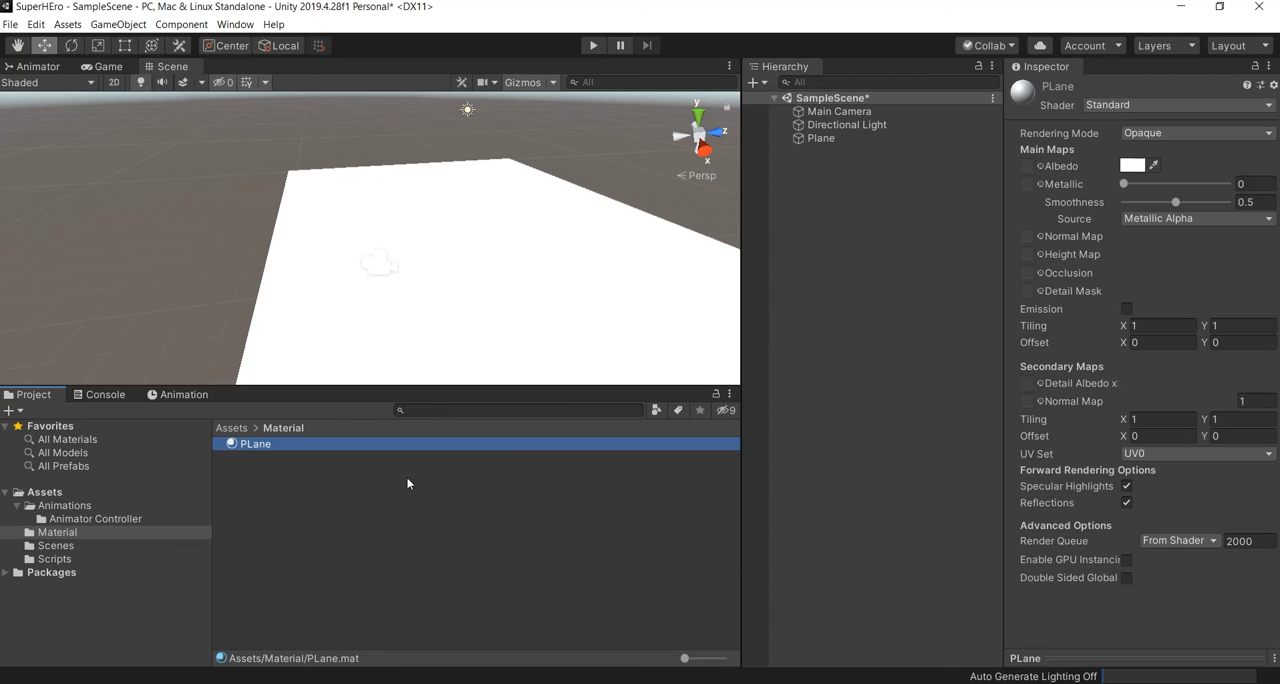 SuperHEro - SampleScene - PC, Mac & Linux Standalone - Unity 2019.4.28f1 Personal* <DX11>
File Edit Assets GameObject Component Window Help
Center Local Collab Account Layers Layout
Animator Game Scene
Shaded 2D 0 Gizmos All
y
z
x
Persp
Hierarchy
All
SampleScene*
Main Camera
Directional Light
Plane
Inspector
PLane
Shader Standard
Rendering Mode Opaque
Main Maps
Albedo
Metallic 0
Smoothness 0.5
Source Metallic Alpha
Normal Map
Height Map
Occlusion
Detail Mask
Emission
Tiling X 1 Y 1
Offset X 0 Y 0
Secondary Maps
Detail Albedo x
Normal Map 1
Tiling X 1 Y 1
Offset X 0 Y 0
UV Set UV0
Forward Rendering Options
Specular Highlights
Reflections
Advanced Options
Render Queue From Shader 2000
Enable GPU Instancin
Double Sided Global
PLane
Project Console Animation
9
Favorites
All Materials
All Models
All Prefabs
Assets
Animations
Animator Controller
Material
Scenes
Scripts
Packages
Assets > Material
PLane
Assets/Material/PLane.mat
Auto Generate Lighting Off